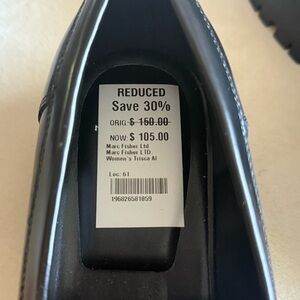 REDUCED
Save 30%
ORIG $ 150.00
NOW $ 105.00
Marc Fisher Ltd
Marc Fisher LTD.
Women's Trisca Al
Loc: 61
196826581059